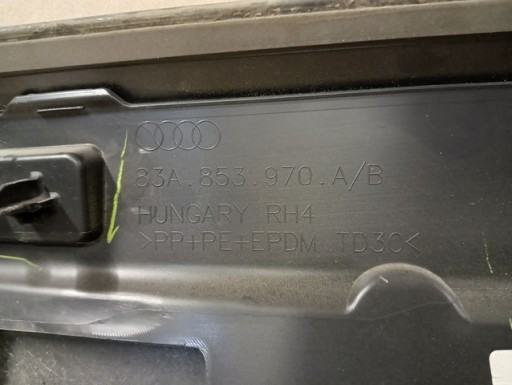 83A.853.970.A/B
HUNGARY RH4
>PP+PE+EPDM TD30<